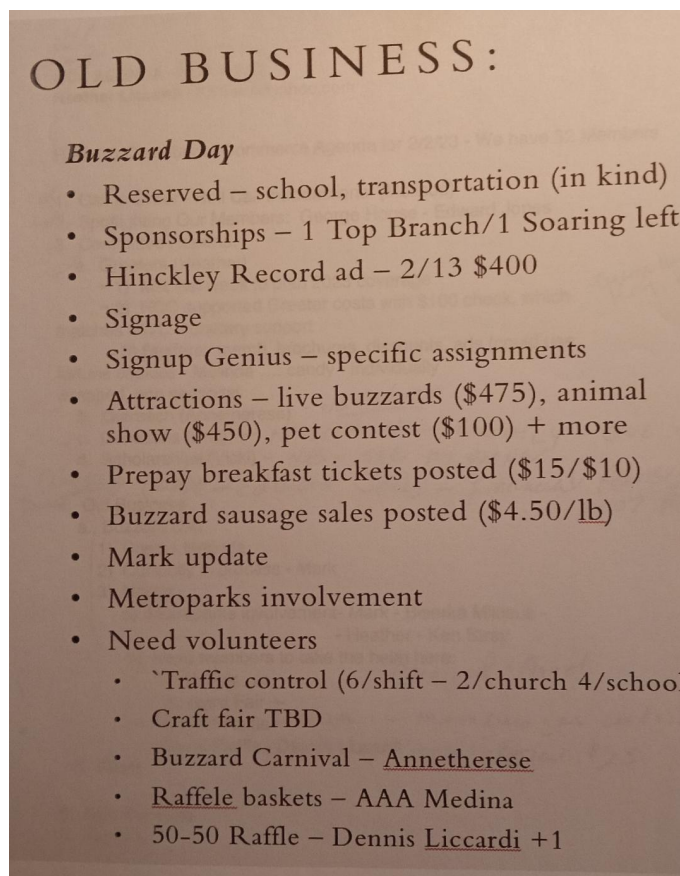 OLD BUSINESS:
Buzzard Day
• Reserved – school, transportation (in kind)
• Sponsorships – 1 Top Branch/1 Soaring left
• Hinckley Record ad – 2/13 $400
• Signage
• Signup Genius – specific assignments
• Attractions – live buzzards ($475), animal
show ($450), pet contest ($100) + more
• Prepay breakfast tickets posted ($15/$10)
• Buzzard sausage sales posted ($4.50/lb)
• Mark update
• Metroparks involvement
• Need volunteers
• `Traffic control (6/shift – 2/church 4/schoo
• Craft fair TBD
• Buzzard Carnival – Annetherese
• Raffele baskets – AAA Medina
• 50-50 Raffle – Dennis Liccardi +1